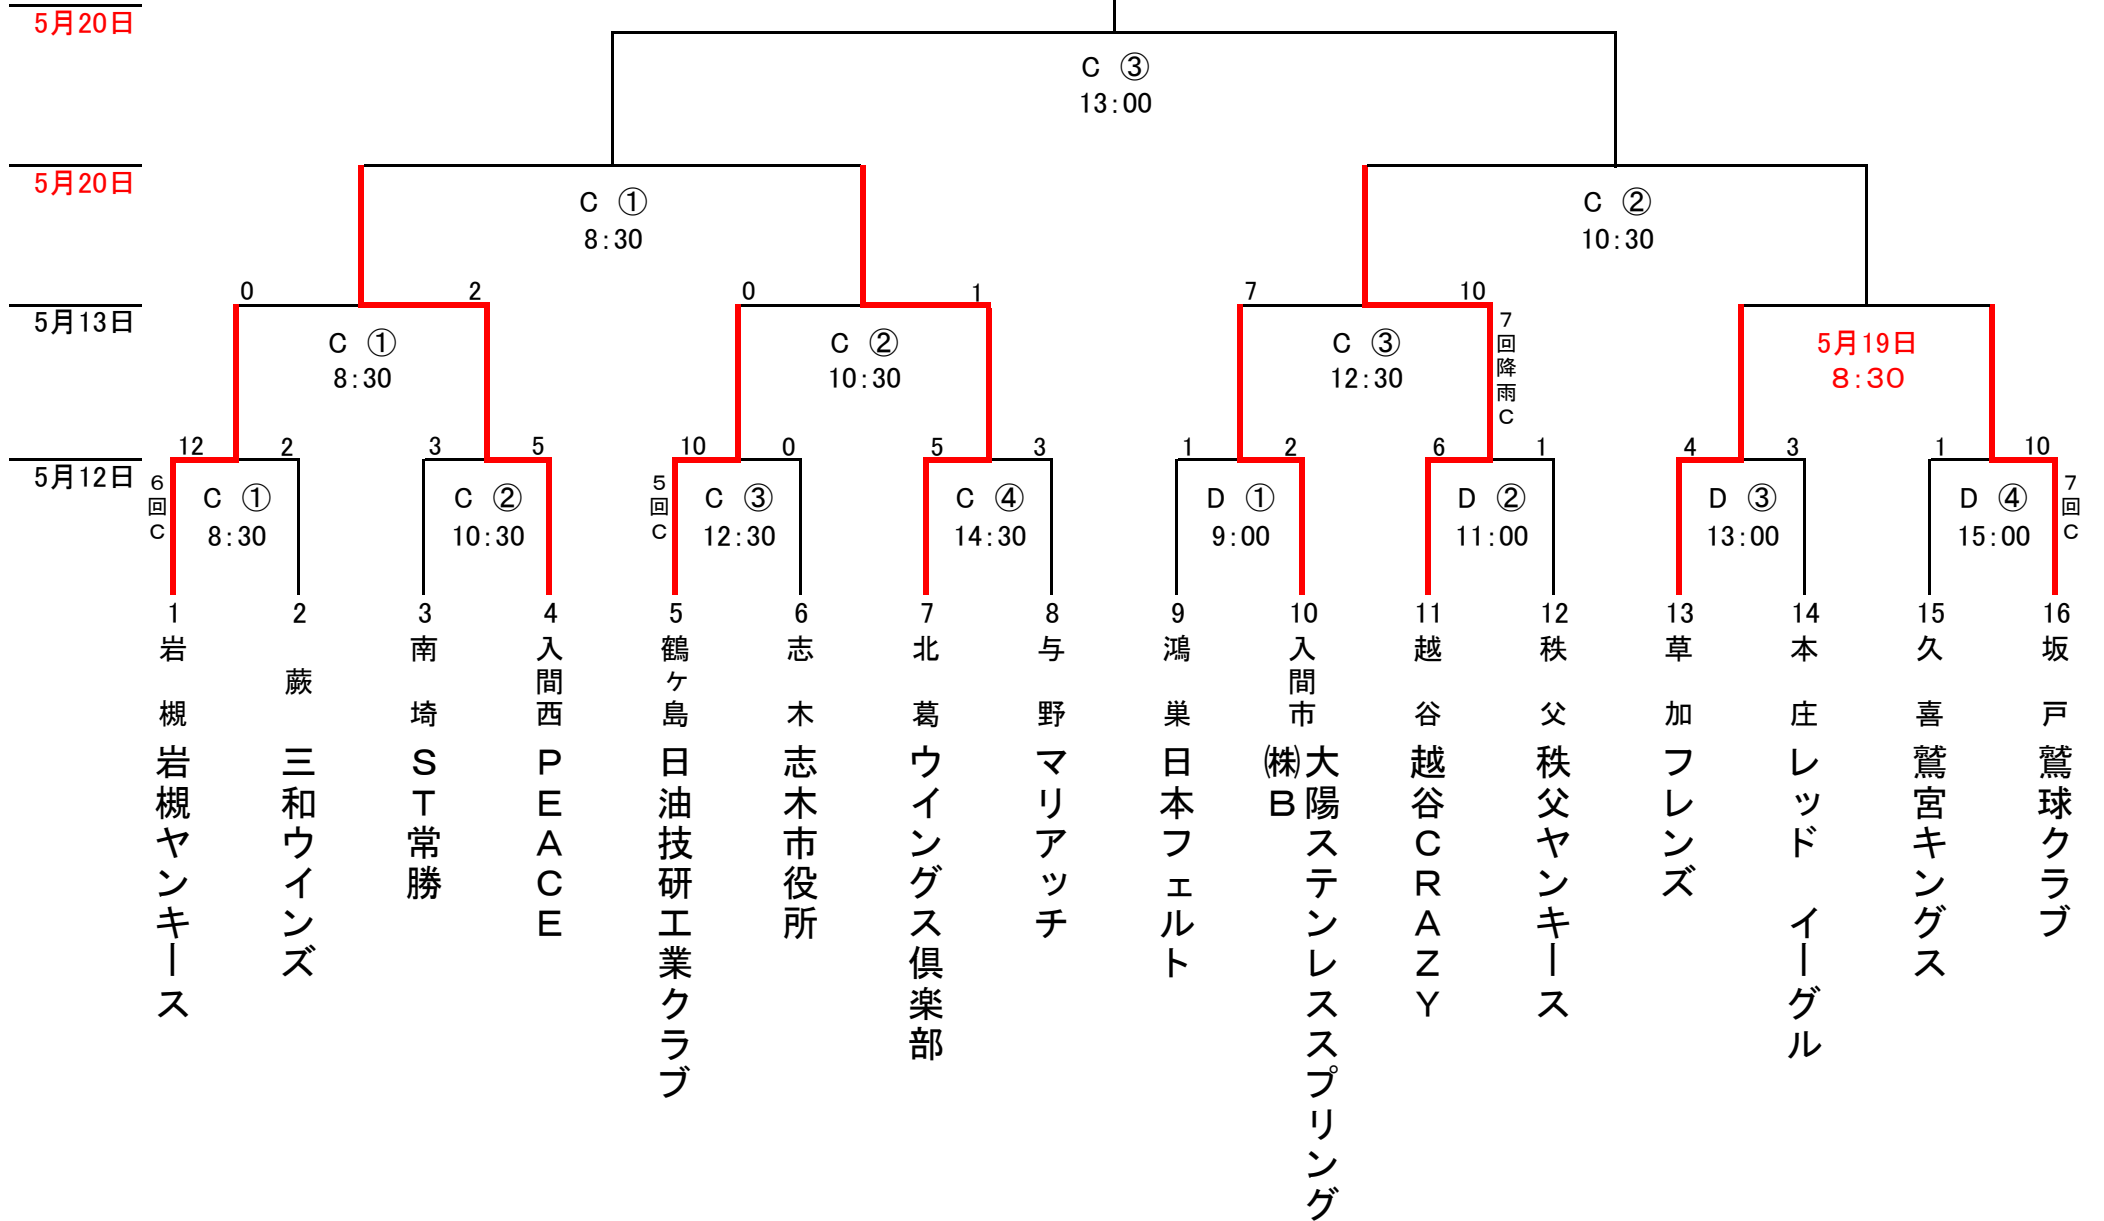 5月20日
C ③
13:00
5月20日
C ①
8:30
C ②
10:30
0 2 0 1 7 10
5月13日
C ①
8:30
C ②
10:30
C ③
12:30
7回降雨C
5月19日
8:30
12 2 3 5 10 0 5 3 1 2 6 1 4 3 1 10
5月12日
6回C
C ①
8:30
C ②
10:30
5回C
C ③
12:30
C ④
14:30
D ①
9:00
D ②
11:00
D ③
13:00
D ④
15:00
7回C
1 2 3 4 5 6 7 8 9 10 11 12 13 14 15 16
岩槻
蕨
南埼
入間西
鶴ヶ島
志木
北葛
与野
鴻巣
入間市
越谷
秩父
草加
本庄
久喜
坂戸
岩槻ヤンキース
三和ウインズ
ST常勝
PEACE
日油技研工業クラブ
志木市役所
ウイングス倶楽部
マリアッチ
日本フェルト
大陽ステンレススプリング
㈱B
越谷CRAZY
秩父ヤンキース
フレンズ
レッド イーグル
鷲宮キングス
鷲球クラブ